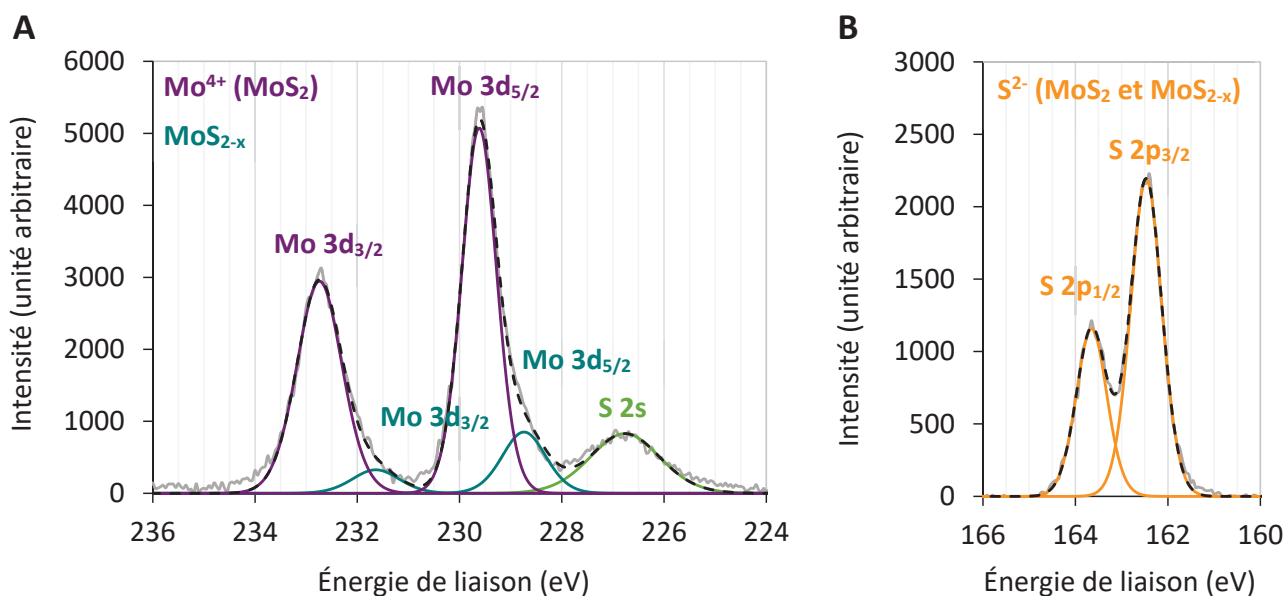 A
Intensité (unité arbitraire)
6000
5000
4000
3000
2000
1000
0
Mo⁴⁺ (MoS₂)
MoS₂₋ₓ
Mo 3d₅/₂
Mo 3d₃/₂
Mo 3d₅/₂
Mo 3d₃/₂
S 2s
236 234 232 230 228 226 224
Énergie de liaison (eV)
B
Intensité (unité arbitraire)
3000
2500
2000
1500
1000
500
0
S²⁻ (MoS₂ et MoS₂₋ₓ)
S 2p₃/₂
S 2p₁/₂
166 164 162 160
Énergie de liaison (eV)